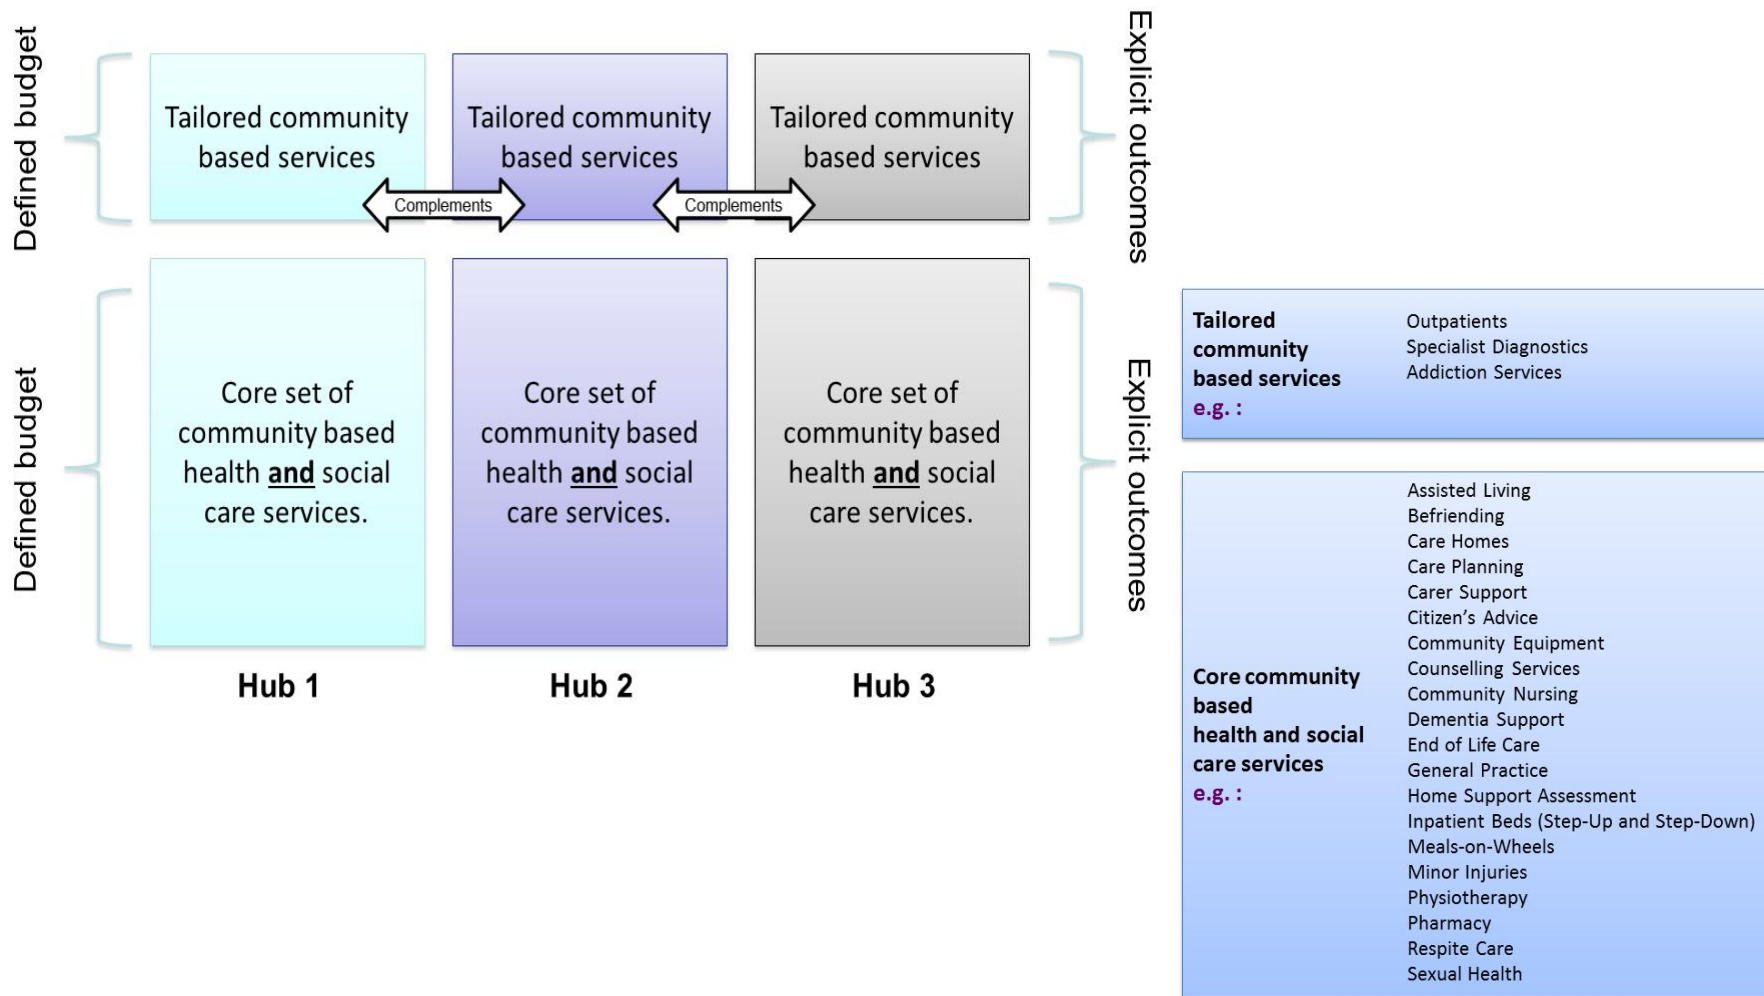 Defined budget
Tailored community
based services
Tailored community
based services
Tailored community
based services
Complements
Complements
Explicit outcomes
Defined budget
Core set of
community based
health and social
care services.
Core set of
community based
health and social
care services.
Core set of
community based
health and social
care services.
Explicit outcomes
Hub 1
Hub 2
Hub 3
Tailored
community
based services
e.g. :
Outpatients
Specialist Diagnostics
Addiction Services
Core community
based
health and social
care services
e.g. :
Assisted Living
Befriending
Care Homes
Care Planning
Carer Support
Citizen’s Advice
Community Equipment
Counselling Services
Community Nursing
Dementia Support
End of Life Care
General Practice
Home Support Assessment
Inpatient Beds (Step-Up and Step-Down)
Meals-on-Wheels
Minor Injuries
Physiotherapy
Pharmacy
Respite Care
Sexual Health